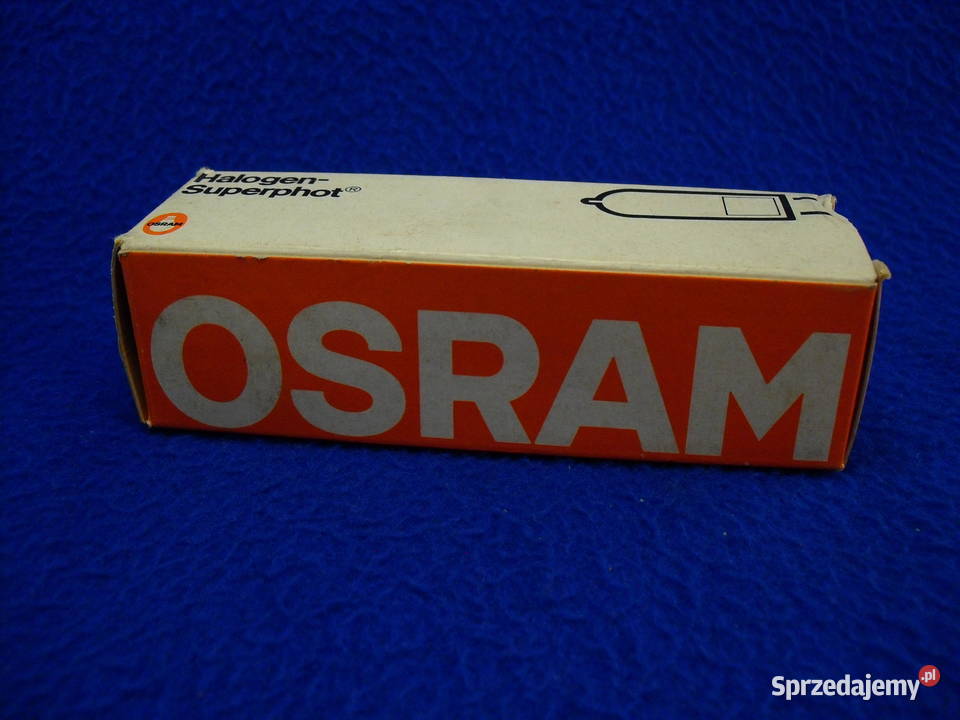 Halogen-
Superphot®
OSRAM
OSRAM
Sprzedajemy.pl